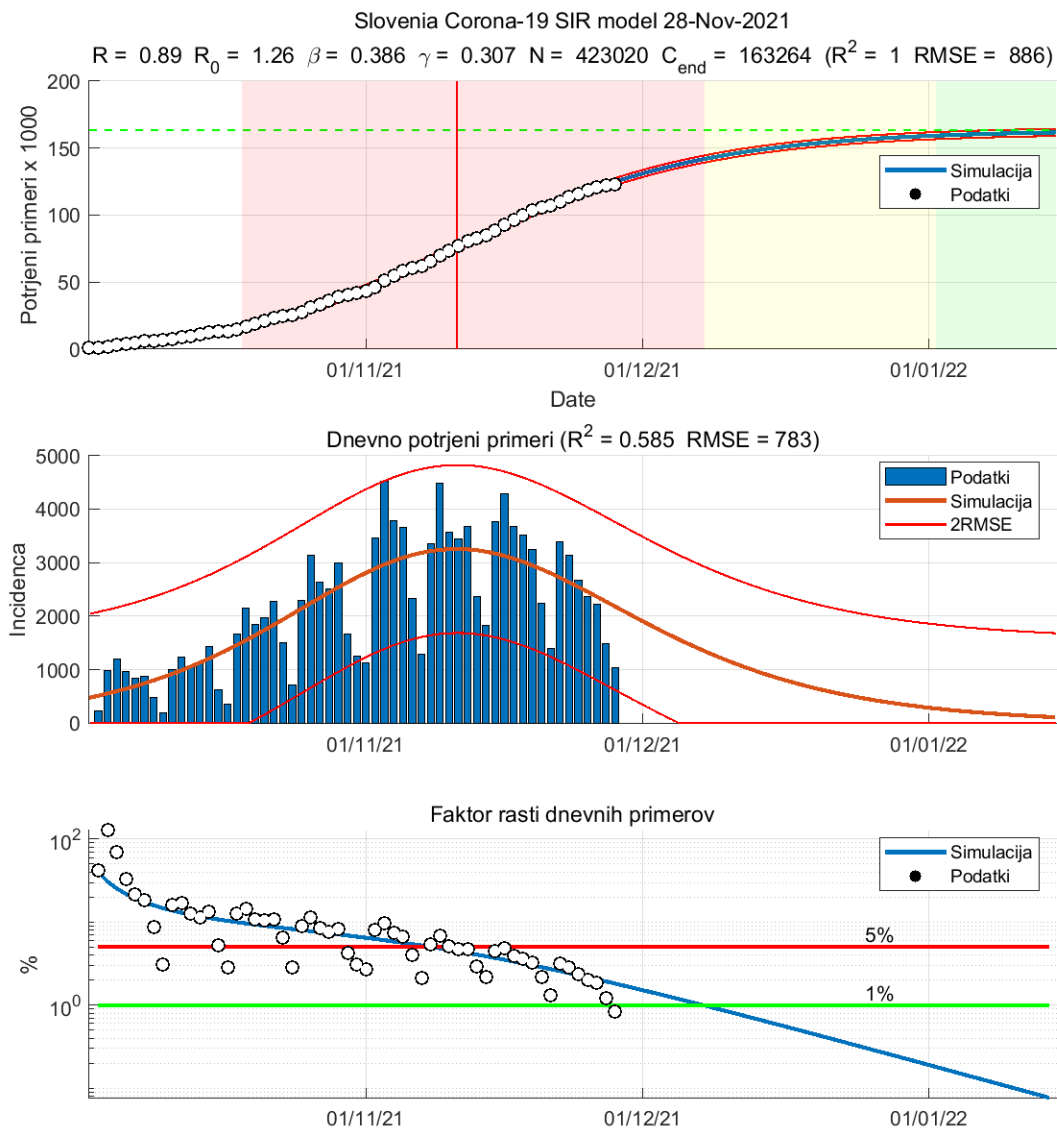 Slovenia Corona-19 SIR model 28-Nov-2021
R = 0.89 R0 = 1.26 β = 0.386 γ = 0.307 N = 423020 Cend = 163264 (R2 = 1 RMSE = 886)
200
150
100
50
0
Potrjeni primeri x 1000
Simulacija
Podatki
01/11/21 01/12/21 01/01/22
Date
Dnevno potrjeni primeri (R2 = 0.585 RMSE = 783)
5000
4000
3000
2000
1000
0
Incidenca
Podatki
Simulacija
2RMSE
01/11/21 01/12/21 01/01/22
Faktor rasti dnevnih primerov
10^2
10^0
%
Simulacija
Podatki
5%
1%
01/11/21 01/12/21 01/01/22